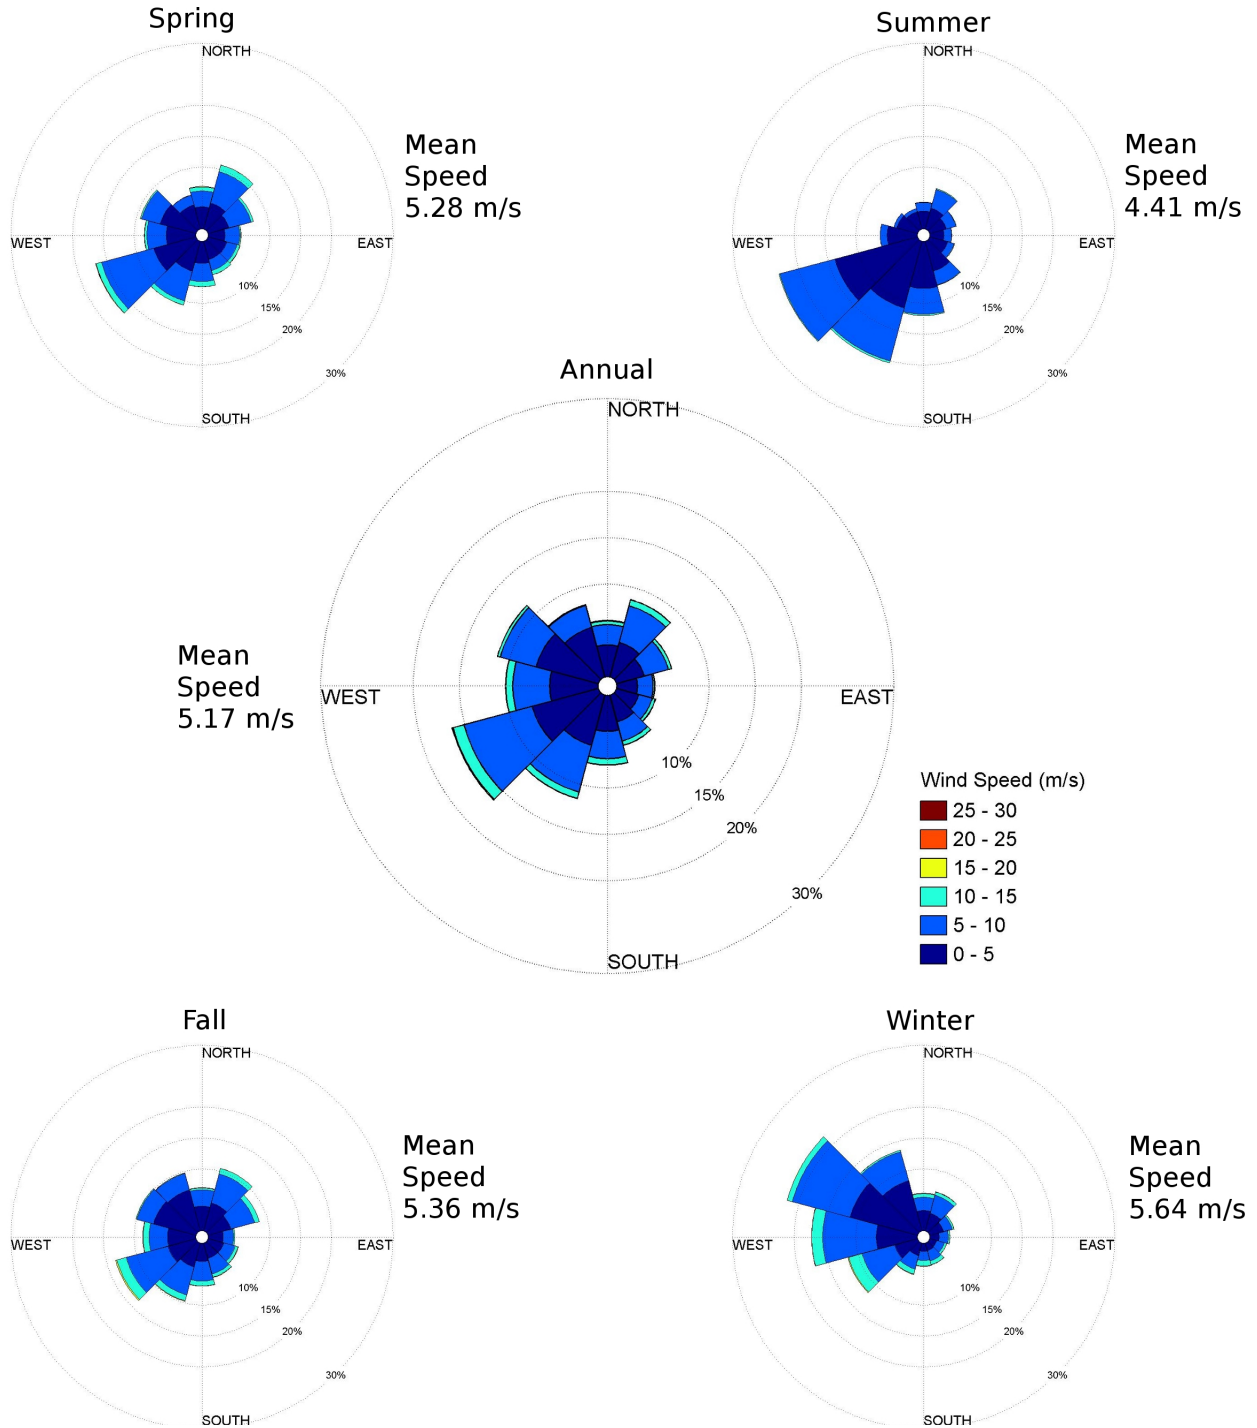 Spring
NORTH
WEST
EAST
SOUTH
10%
15%
20%
30%
Mean
Speed
5.28 m/s
Summer
NORTH
WEST
EAST
SOUTH
10%
15%
20%
30%
Mean
Speed
4.41 m/s
Annual
NORTH
WEST
EAST
SOUTH
10%
15%
20%
30%
Mean
Speed
5.17 m/s
Wind Speed (m/s)
25 - 30
20 - 25
15 - 20
10 - 15
5 - 10
0 - 5
Fall
NORTH
WEST
EAST
SOUTH
10%
15%
20%
30%
Mean
Speed
5.36 m/s
Winter
NORTH
WEST
EAST
SOUTH
10%
15%
20%
30%
Mean
Speed
5.64 m/s